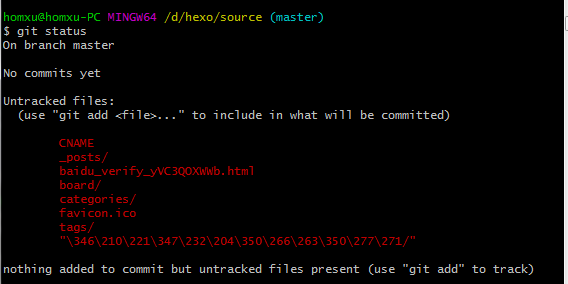 homxu@homxu-PC MINGW64 /d/hexo/source (master)
$ git status
On branch master
No commits yet
Untracked files:
(use "git add <file>..." to include in what will be committed)
CNAME
_posts/
baidu_verify_yVC3QOXWWb.html
board/
categories/
favicon.ico
tags/
"\346\210\221\347\232\204\350\266\263\350\277\271/"
nothing added to commit but untracked files present (use "git add" to track)